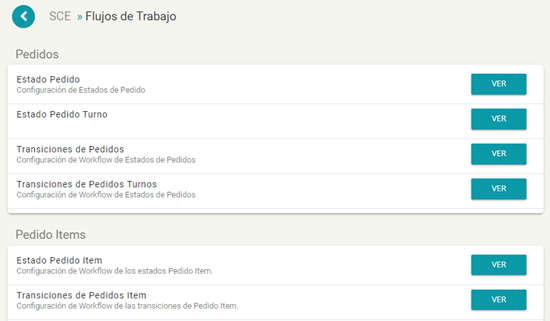 SCE » Flujos de Trabajo
Pedidos
Estado Pedido
Configuración de Estados de Pedido
VER
Estado Pedido Turno
VER
Transiciones de Pedidos
Configuración de Workflow de Estados de Pedidos
VER
Transiciones de Pedidos Turnos
Configuración de Workflow de Estados de Pedidos
VER
Pedido Items
Estado Pedido Item
Configuración de Workflow de los estados Pedido Item.
VER
Transiciones de Pedidos Item
Configuración de Workflow de las transiciones de Pedido Item.
VER